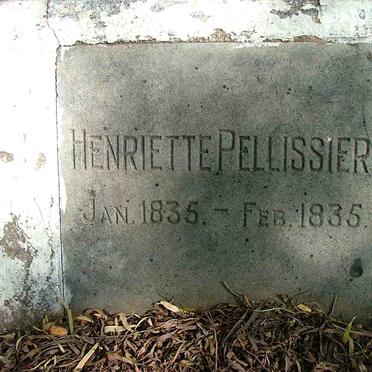 HENRIETTE PELLISSIER
JAN. 1835. – FEB. 1835.